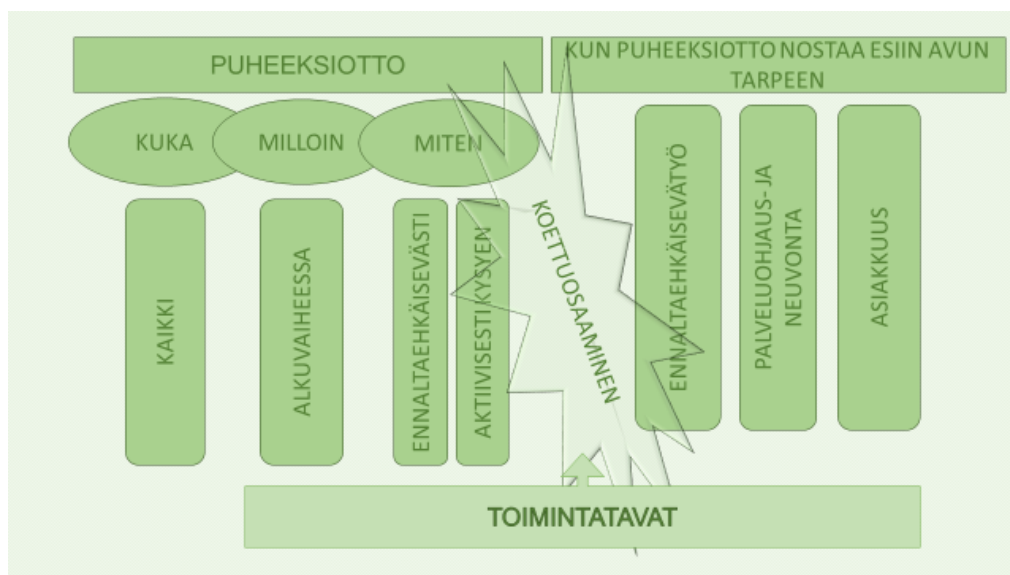 PUHEEKSIOTTO
KUN PUHEEKSIOTTO NOSTAA ESIIN AVUN
TARPEEN
KUKA
MILLOIN
MITEN
KAIKKI
ALKUVAIHEESSA
ENNALTAEHKÄISEVÄSTI
AKTIIVISESTI KYSYEN
KOETTUOSAAMINEN
ENNALTAEHKÄISEVÄTYÖ
PALVELUOHJAUS- JA
NEUVONTA
ASIAKKUUS
TOIMINTATAVAT